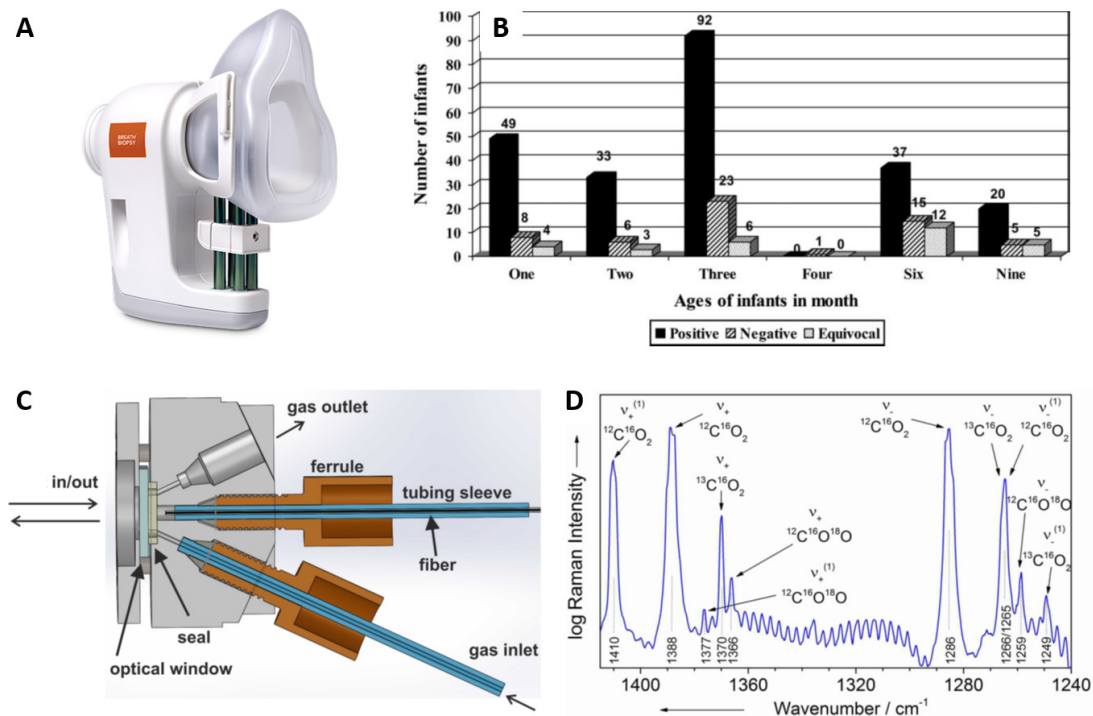 A
BREATH
BIOPSY
B
Number of infants
100
90
80
70
60
50
40
30
20
10
0
49
8
4
33
6
3
92
23
6
0
1
0
37
15
12
20
5
5
One
Two
Three
Four
Six
Nine
Ages of infants in month
Positive
Negative
Equivocal
C
gas outlet
ferrule
in/out
tubing sleeve
fiber
seal
optical window
gas inlet
D
log Raman Intensity
ν₊⁽¹⁾
¹²C¹⁶O₂
ν₊
¹²C¹⁶O₂
ν₊
¹³C¹⁶O₂
ν₊
¹²C¹⁶O¹⁸O
ν₊⁽¹⁾
¹²C¹⁶O¹⁸O
ν₋
¹²C¹⁶O₂
ν₋
¹³C¹⁶O₂
ν₋⁽¹⁾
¹²C¹⁶O₂
ν₋
¹²C¹⁶O¹⁸O
ν₋⁽¹⁾
¹³C¹⁶O₂
1410
1388
1377
1370
1366
1286
1266/1265
1259
1249
1400
1360
1320
1280
1240
Wavenumber / cm⁻¹